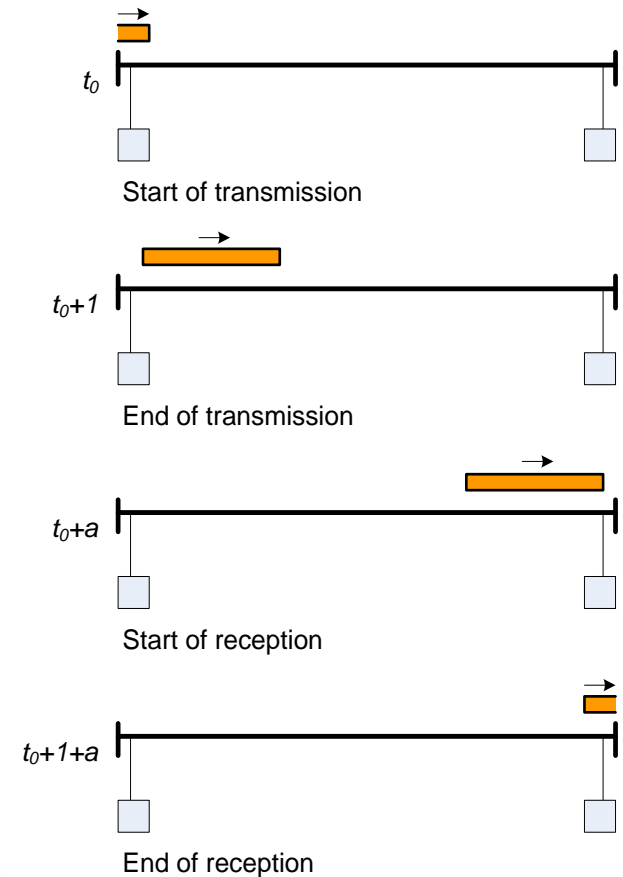 t0
Start of transmission
t0+1
End of transmission
t0+a
Start of reception
t0+1+a
End of reception